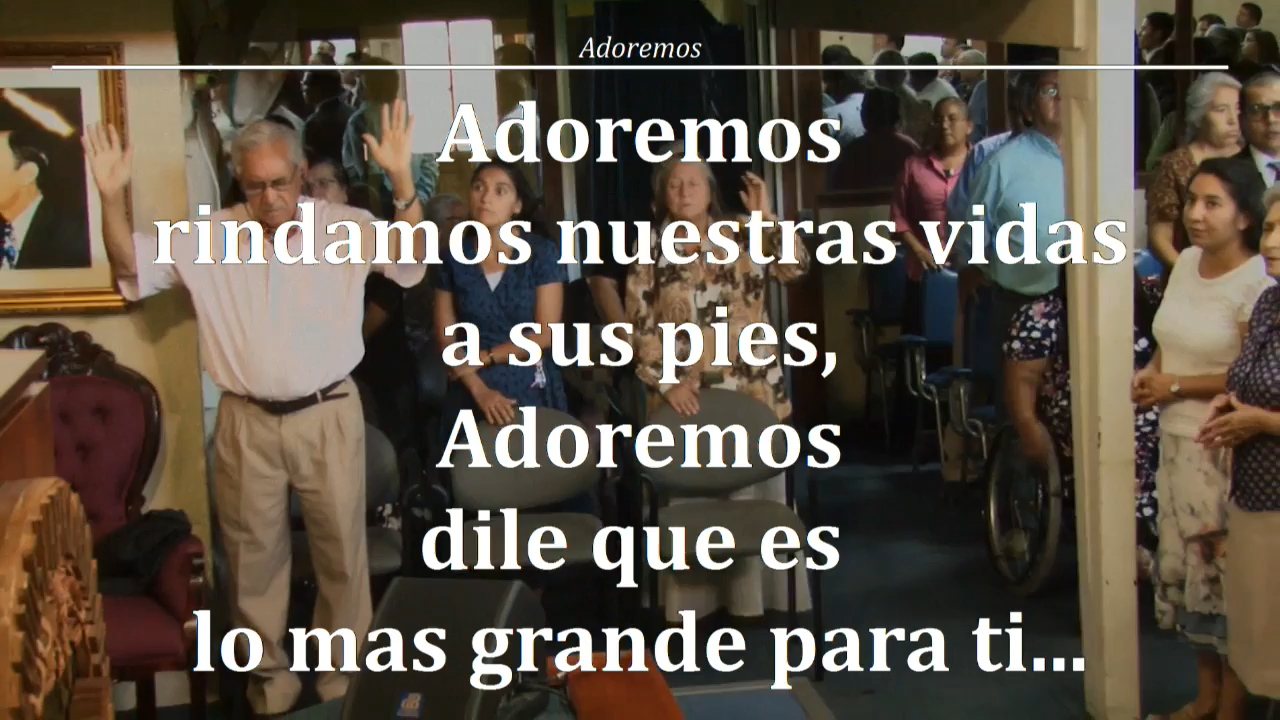 Adoremos
Adoremos
rindamos nuestras vidas
a sus pies,
Adoremos
dile que es
lo mas grande para ti...